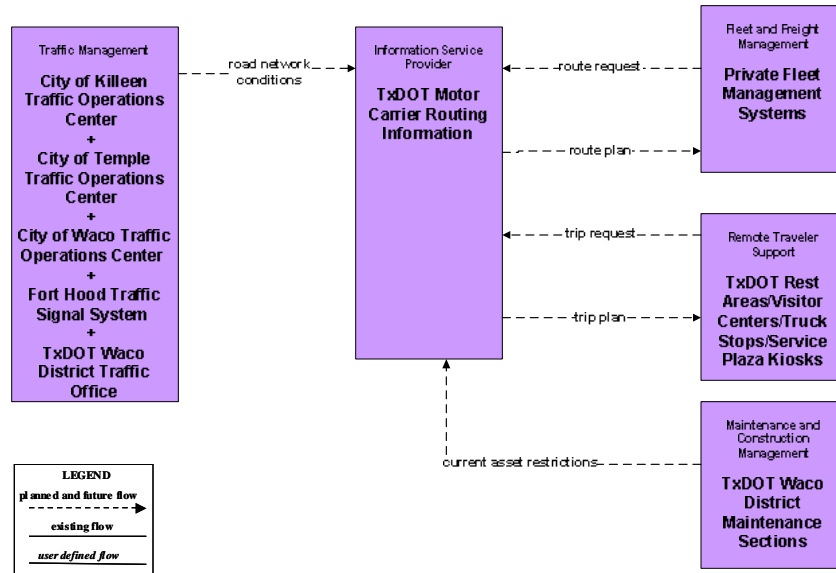 Traffic Management
City of Killeen
Traffic Operations
Center
+
City of Temple
Traffic Operations
Center
+
City of Waco Traffic
Operations Center
+
Fort Hood Traffic
Signal System
+
TxDOT Waco
District Traffic
Office
road network
conditions
Information Service
Provider
TxDOT Motor
Carrier Routing
Information
route request
route plan
trip request
trip plan
current asset restrictions
Fleet and Freight
Management
Private Fleet
Management
Systems
Remote Traveler
Support
TxDOT Rest
Areas/Visitor
Centers/Truck
Stops/Service
Plaza Kiosks
Maintenance and
Construction
Management
TxDOT Waco
District
Maintenance
Sections
LEGEND
planned and future flow
existing flow
user defined flow